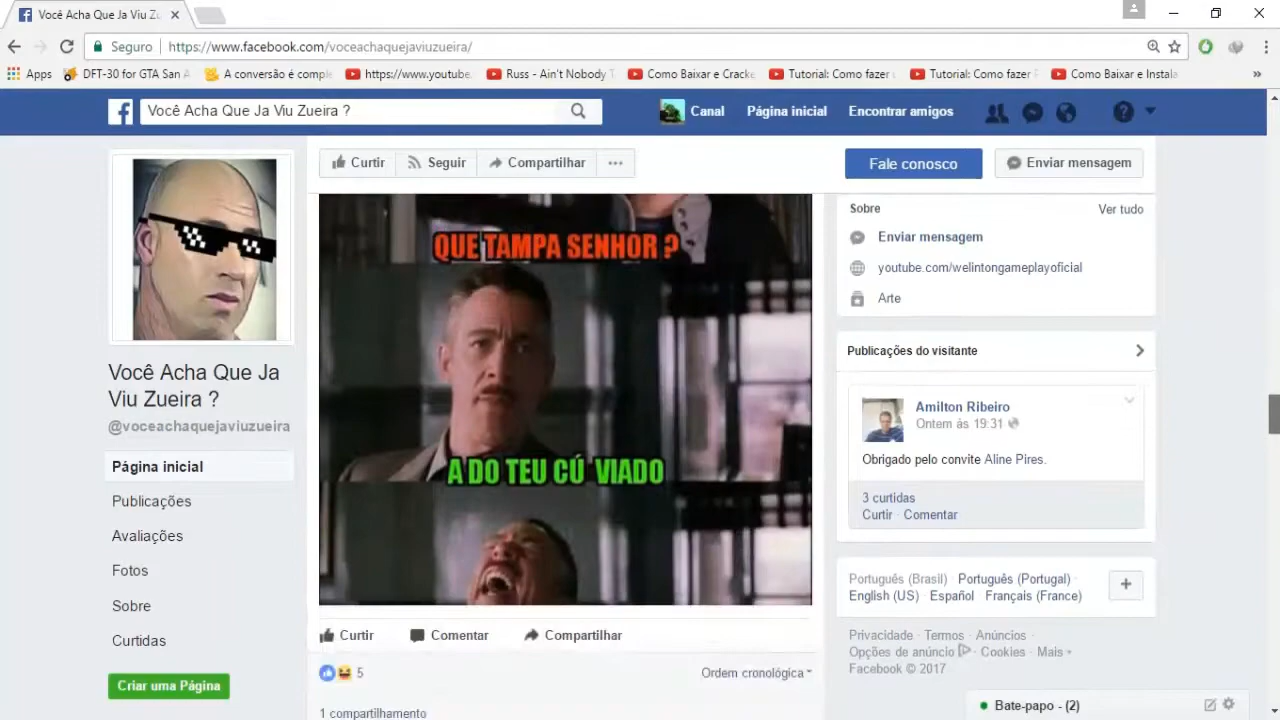 Você Acha Que Ja Viu Zu
Seguro
https://www.facebook.com/voceachaquejaviuzueira/
Apps
DFT-30 for GTA San A
A conversão é comple
https://www.youtube.
Russ - Ain't Nobody T
Como Baixar e Cracke
Tutorial: Como fazer u
Tutorial: Como fazer F
Como Baixar e Instala
Você Acha Que Ja Viu Zueira ?
Canal
Página inicial
Encontrar amigos
Curtir
Seguir
Compartilhar
Fale conosco
Enviar mensagem
Você Acha Que Ja
Viu Zueira ?
@voceachaquejaviuzueira
Página inicial
Publicações
Avaliações
Fotos
Sobre
Curtidas
Criar uma Página
QUE TAMPA SENHOR ?
A DO TEU CÚ VIADO
Curtir
Comentar
Compartilhar
5
Ordem cronológica
1 compartilhamento
Sobre
Ver tudo
Enviar mensagem
youtube.com/welintongameplayoficial
Arte
Publicações do visitante
Amilton Ribeiro
Ontem às 19:31
Obrigado pelo convite Aline Pires.
3 curtidas
Curtir · Comentar
Português (Brasil) · Português (Portugal) ·
English (US) · Español · Français (France)
+
Privacidade · Termos · Anúncios ·
Opções de anúncio · Cookies · Mais
Facebook © 2017
Bate-papo - (2)